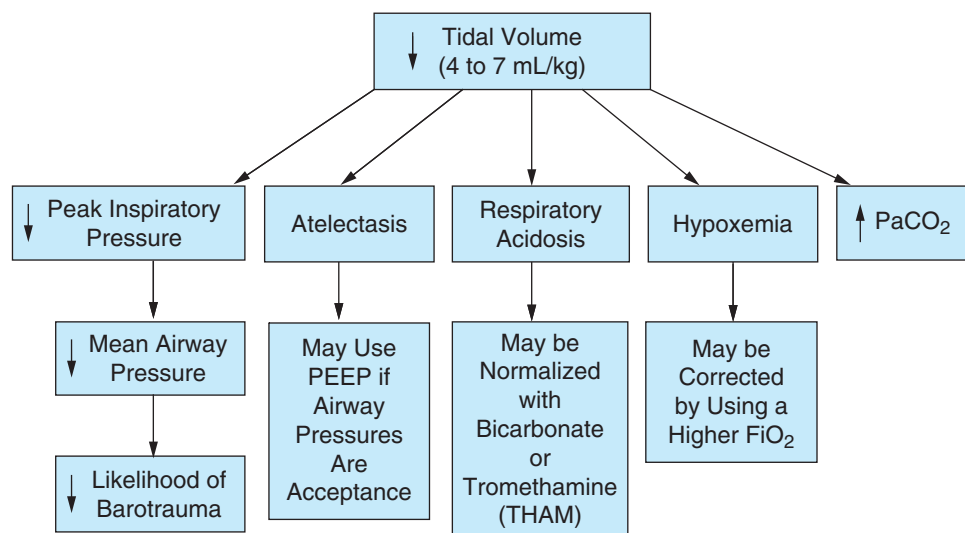 Tidal Volume
(4 to 7 mL/kg)
Peak Inspiratory
Pressure
Atelectasis
Respiratory
Acidosis
Hypoxemia
PaCO₂
Mean Airway
Pressure
Likelihood of
Barotrauma
May Use
PEEP if
Airway
Pressures
Are
Acceptance
May be
Normalized
with
Bicarbonate
or
Tromethamine
(THAM)
May be
Corrected
by Using a
Higher FiO₂